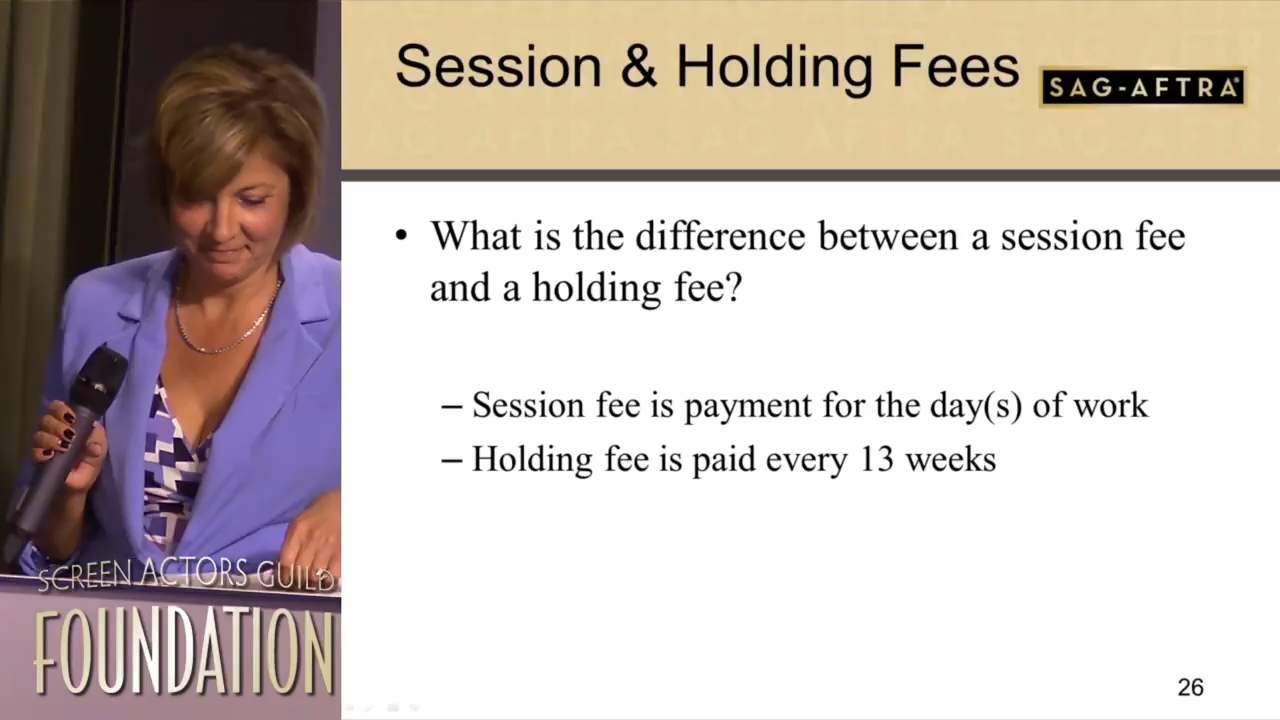 Session & Holding Fees
SAG-AFTRA®
• What is the difference between a session fee
and a holding fee?
– Session fee is payment for the day(s) of work
– Holding fee is paid every 13 weeks
26
SCREEN ACTORS GUILD
FOUNDATION